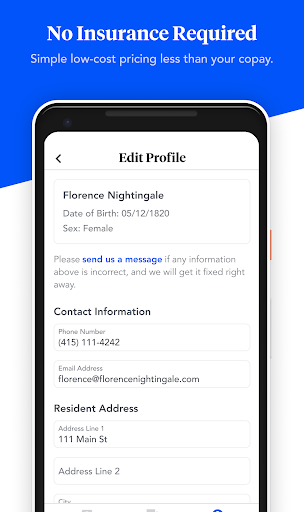 No Insurance Required
Simple low-cost pricing less than your copay.
Edit Profile
Florence Nightingale
Date of Birth: 05/12/1820
Sex: Female
Please send us a message if any information
above is incorrect, and we will get it fixed right
away.
Contact Information
Phone Number
(415) 111-4242
Email Address
florence@florencenightingale.com
Resident Address
Address Line 1
111 Main St
Address Line 2
City